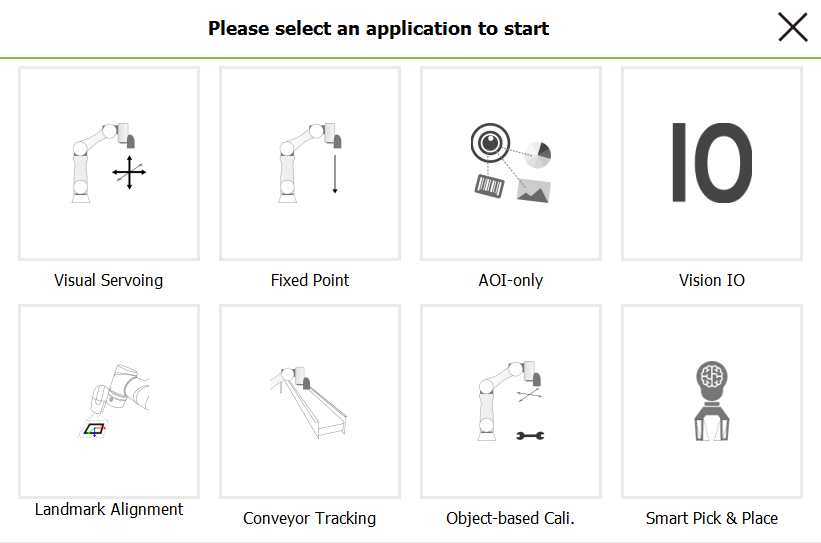 Please select an application to start
IO
Visual Servoing
Fixed Point
AOI-only
Vision IO
Landmark Alignment
Conveyor Tracking
Object-based Cali.
Smart Pick & Place